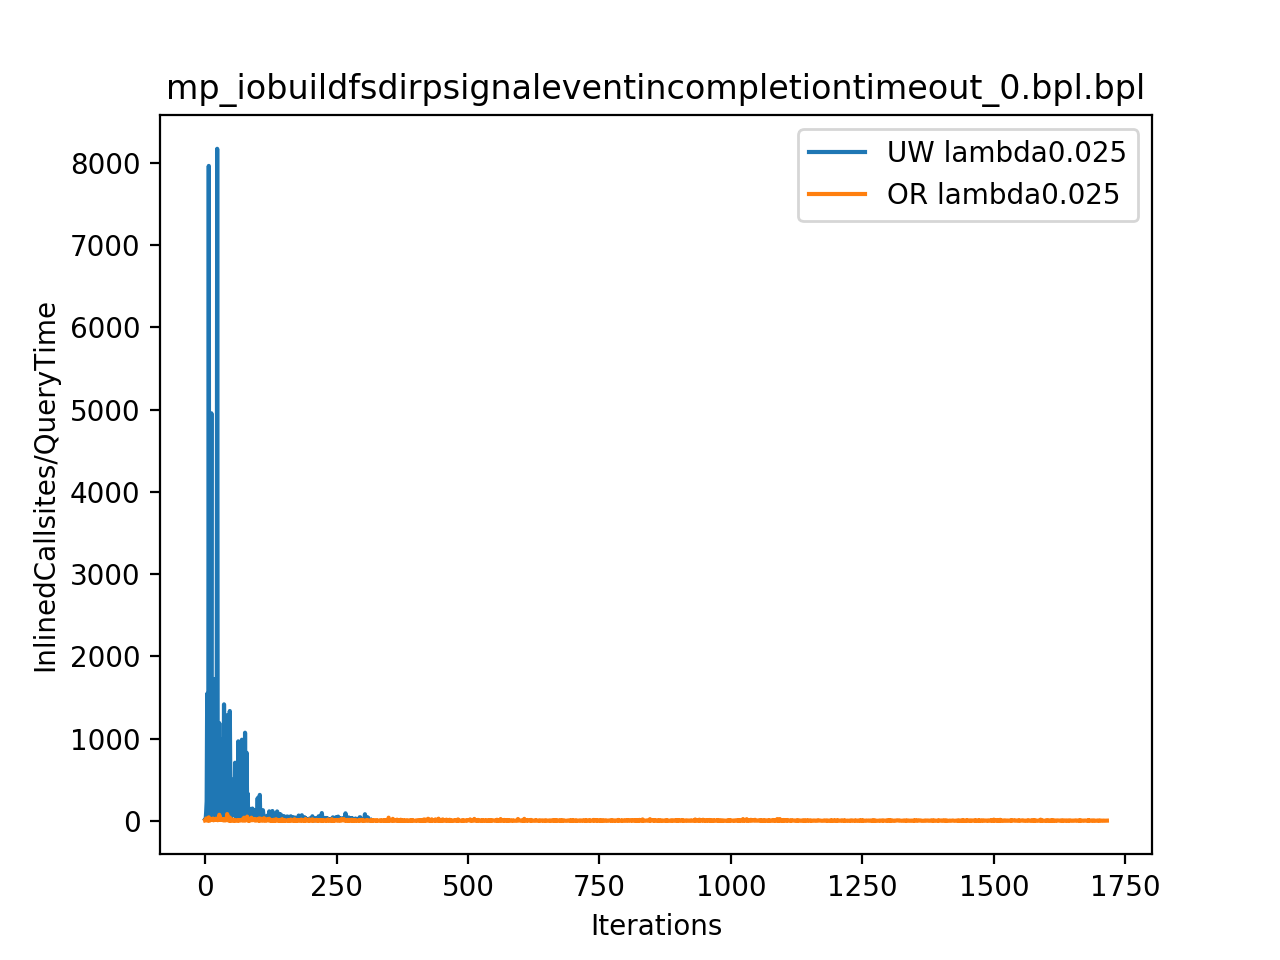 mp_iobuildfsdirpsignaleventincompletiontimeout_0.bpl.bpl
UW lambda0.025
OR lambda0.025
InlinedCallsites/QueryTime
8000
7000
6000
5000
4000
3000
2000
1000
0
0 250 500 750 1000 1250 1500 1750
Iterations